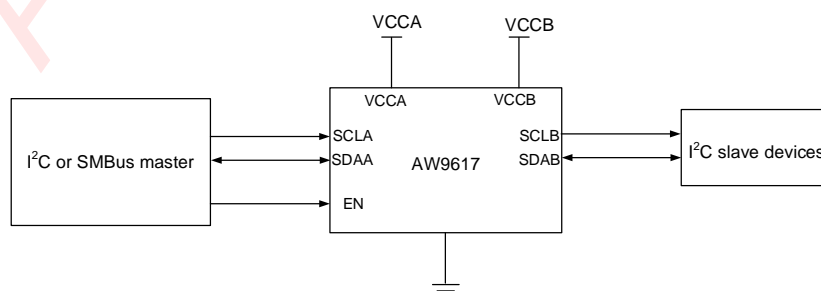 VCCA VCCB
VCCA VCCB
SCLA SCLB
I²C or SMBus master SDAA AW9617 SDAB I²C slave devices
EN